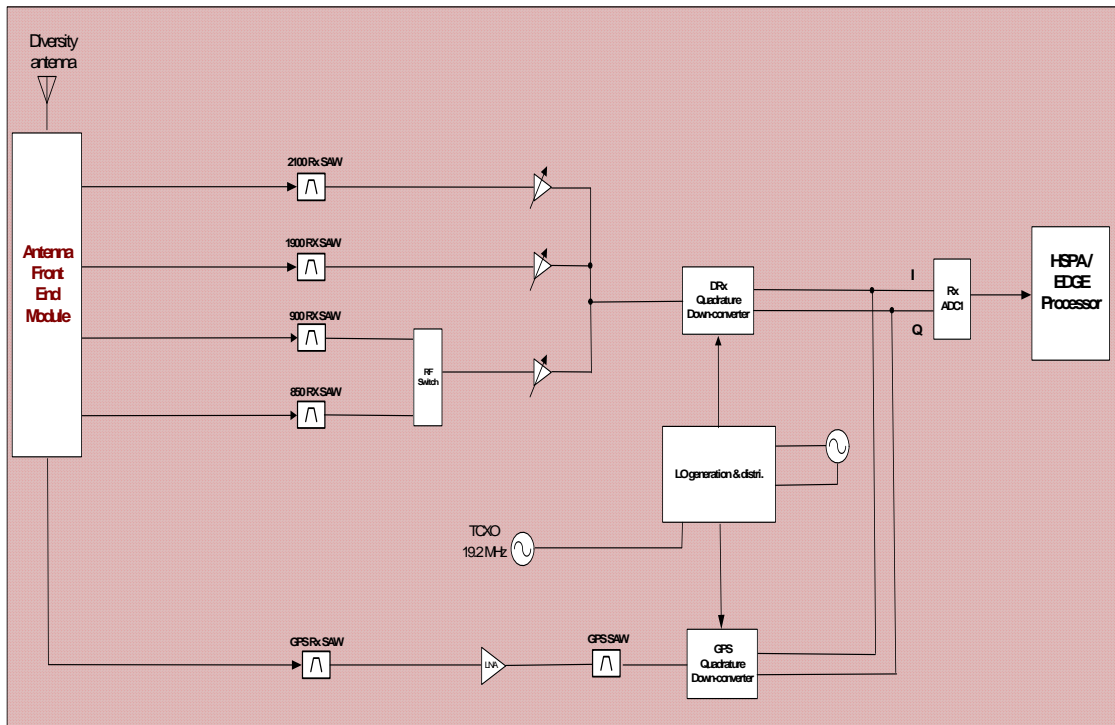 Diversity
antenna
2100 Rx SAW
1900 RX SAW
Antenna
Front
End
Module
900 RX SAW
850 RX SAW
RF
Switch
DRx
Quadrature
Down-converter
I
Q
Rx
ADC1
HSPA /
EDGE
Processor
LO generation & distri.
TCXO
19.2 MHz
GPS Rx SAW
LNA
GPS SAW
GPS
Quadrature
Down-converter